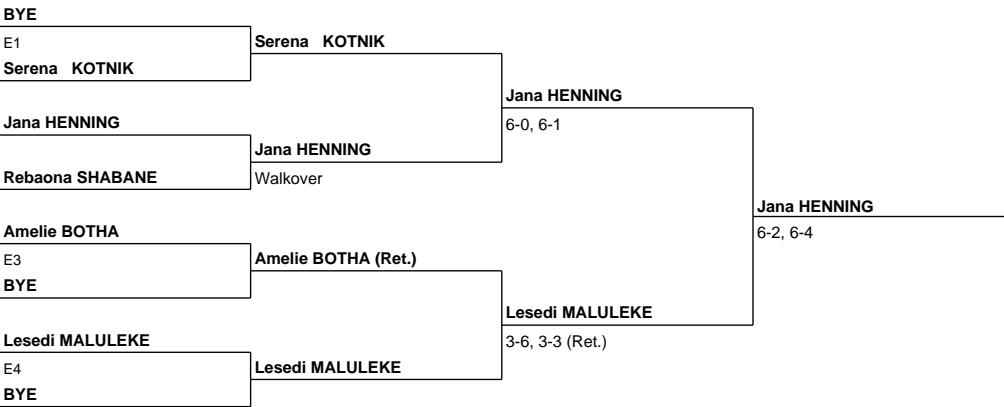 BYE
E1
Serena KOTNIK
Serena KOTNIK
Jana HENNING
Rebaona SHABANE
Jana HENNING
Walkover
Jana HENNING
6-0, 6-1
Amelie BOTHA
E3
BYE
Amelie BOTHA (Ret.)
Lesedi MALULEKE
E4
BYE
Lesedi MALULEKE
Lesedi MALULEKE
3-6, 3-3 (Ret.)
Jana HENNING
6-2, 6-4